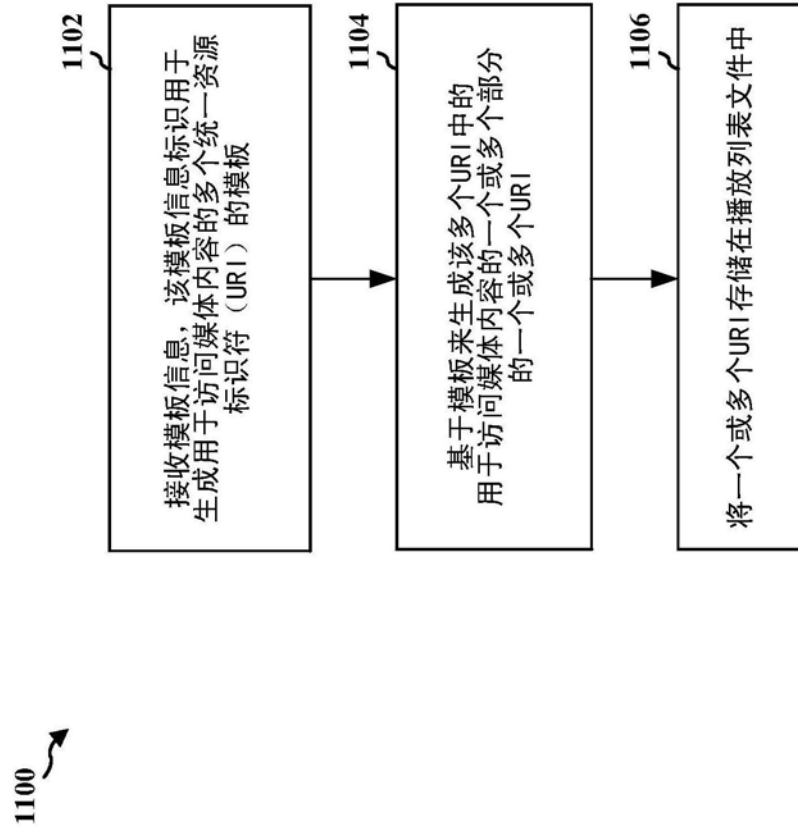 1100
1102
接收模板信息，该模板信息标识用于
生成用于访问媒体内容的多个统一资源
标识符（URI）的模板
1104
基于模板来生成该多个URI中的
用于访问媒体内容的一个或多个部分
的一个或多个URI
1106
将一个或多个URI存储在播放列表文件中